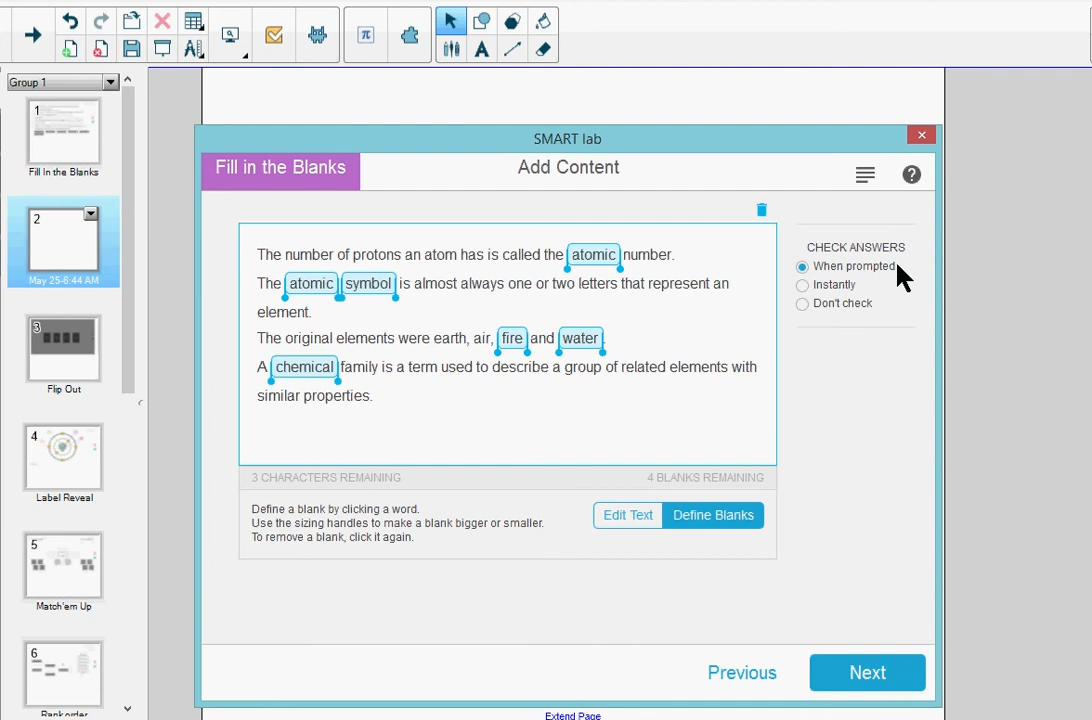 SMART lab
Fill in the Blanks
Add Content
Group 1
1
Fill In the Blanks
2
May 25-6:44 AM
3
Flip Out
4
Label Reveal
5
Match'em Up
6
Rank order
The number of protons an atom has is called the atomic number.
The atomic symbol is almost always one or two letters that represent an
element.
The original elements were earth, air, fire and water.
A chemical family is a term used to describe a group of related elements with
similar properties.
3 CHARACTERS REMAINING
4 BLANKS REMAINING
Define a blank by clicking a word.
Use the sizing handles to make a blank bigger or smaller.
To remove a blank, click it again.
Edit Text
Define Blanks
CHECK ANSWERS
When prompted
Instantly
Don't check
Previous
Next
Extend Page